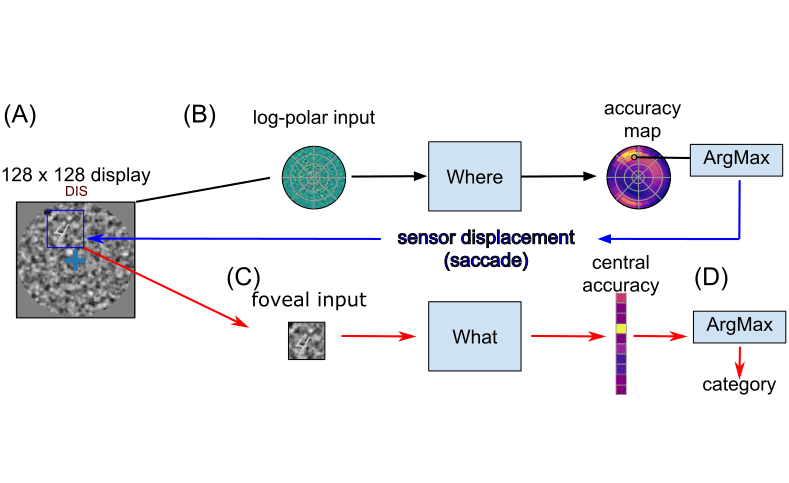 (A)
(B)
accuracy
map
log-polar input
ArgMax
128 x 128 display
DIS
Where
sensor displacement
(saccade)
(C)
central
accuracy
(D)
foveal input
What
ArgMax
category